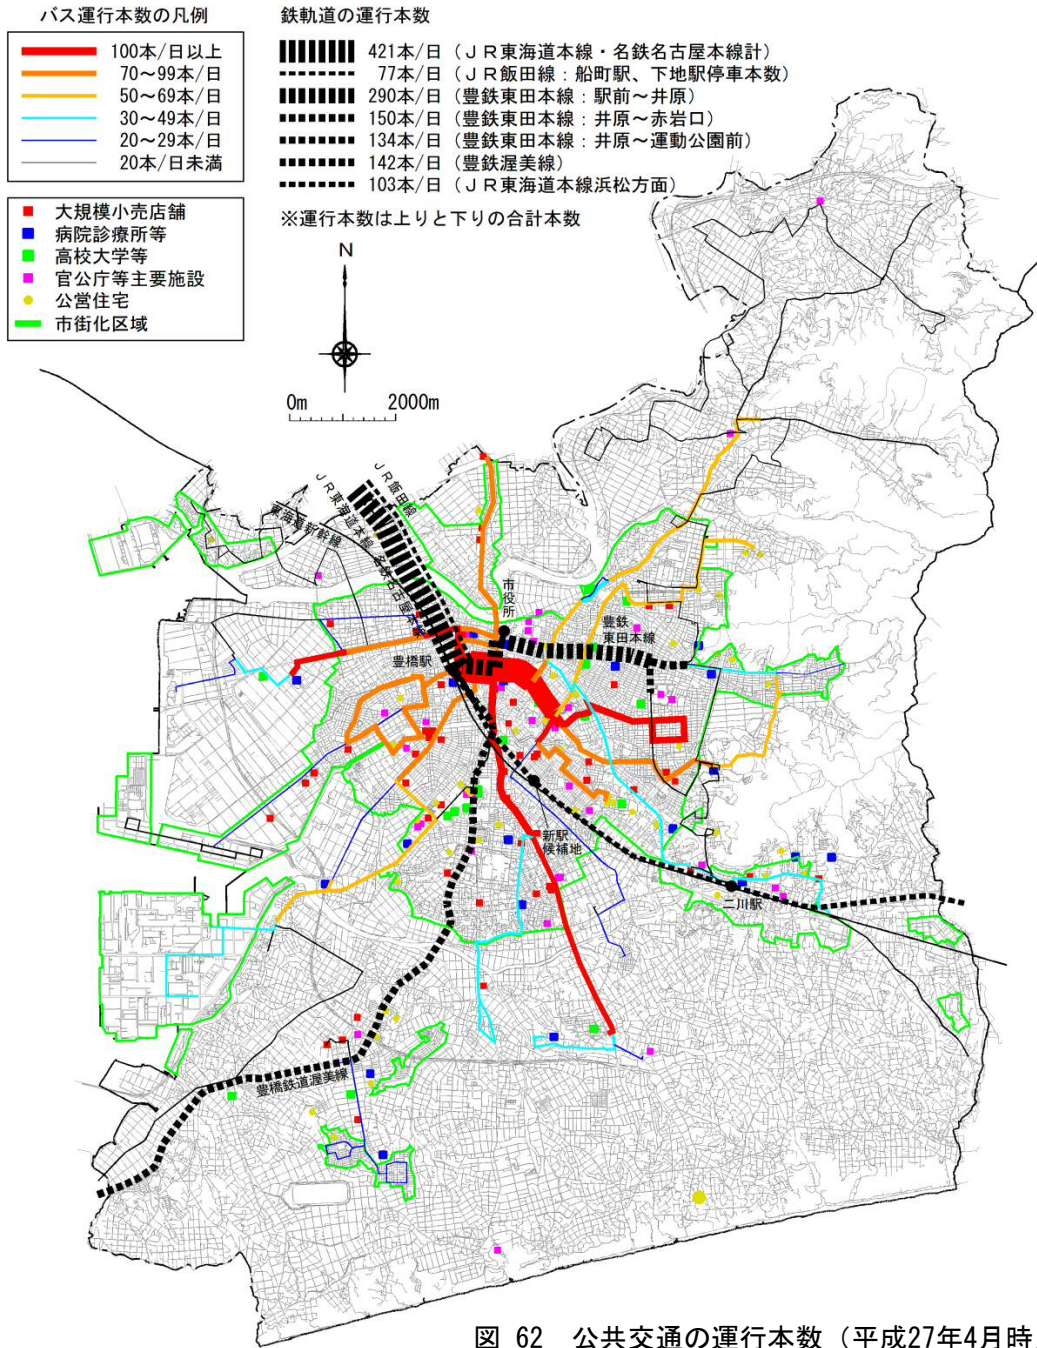 バス運行本数の凡例
100本/日以上
70～99本/日
50～69本/日
30～49本/日
20～29本/日
20本/日未満
鉄軌道の運行本数
421本/日（ＪＲ東海道本線・名鉄名古屋本線計）
77本/日（ＪＲ飯田線：船町駅、下地駅停車本数）
290本/日（豊鉄東田本線：駅前～井原）
150本/日（豊鉄東田本線：井原～赤岩口）
134本/日（豊鉄東田本線：井原～運動公園前）
142本/日（豊鉄渥美線）
103本/日（ＪＲ東海道本線浜松方面）
※運行本数は上りと下りの合計本数
大規模小売店舗
病院診療所等
高校大学等
官公庁等主要施設
公営住宅
市街化区域
N
0m 2000m
ＪＲ飯田線
ＪＲ東海道本線 名鉄名古屋本線
東海道新幹線
市役所
豊鉄
東田本線
豊橋駅
新駅
候補地
二川駅
豊橋鉄道渥美線
図 62 公共交通の運行本数（平成27年4月時